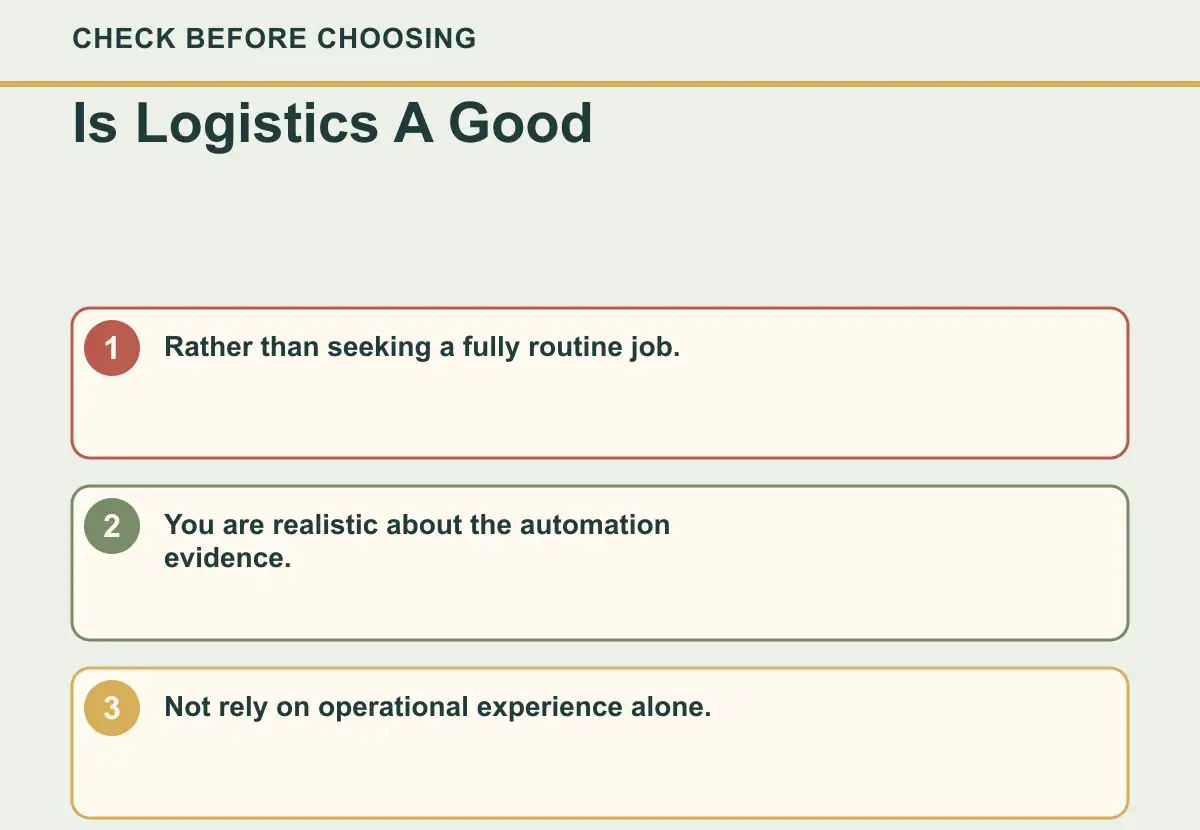 CHECK BEFORE CHOOSING
Is Logistics A Good
1
Rather than seeking a fully routine job.
2
You are realistic about the automation
evidence.
3
Not rely on operational experience alone.